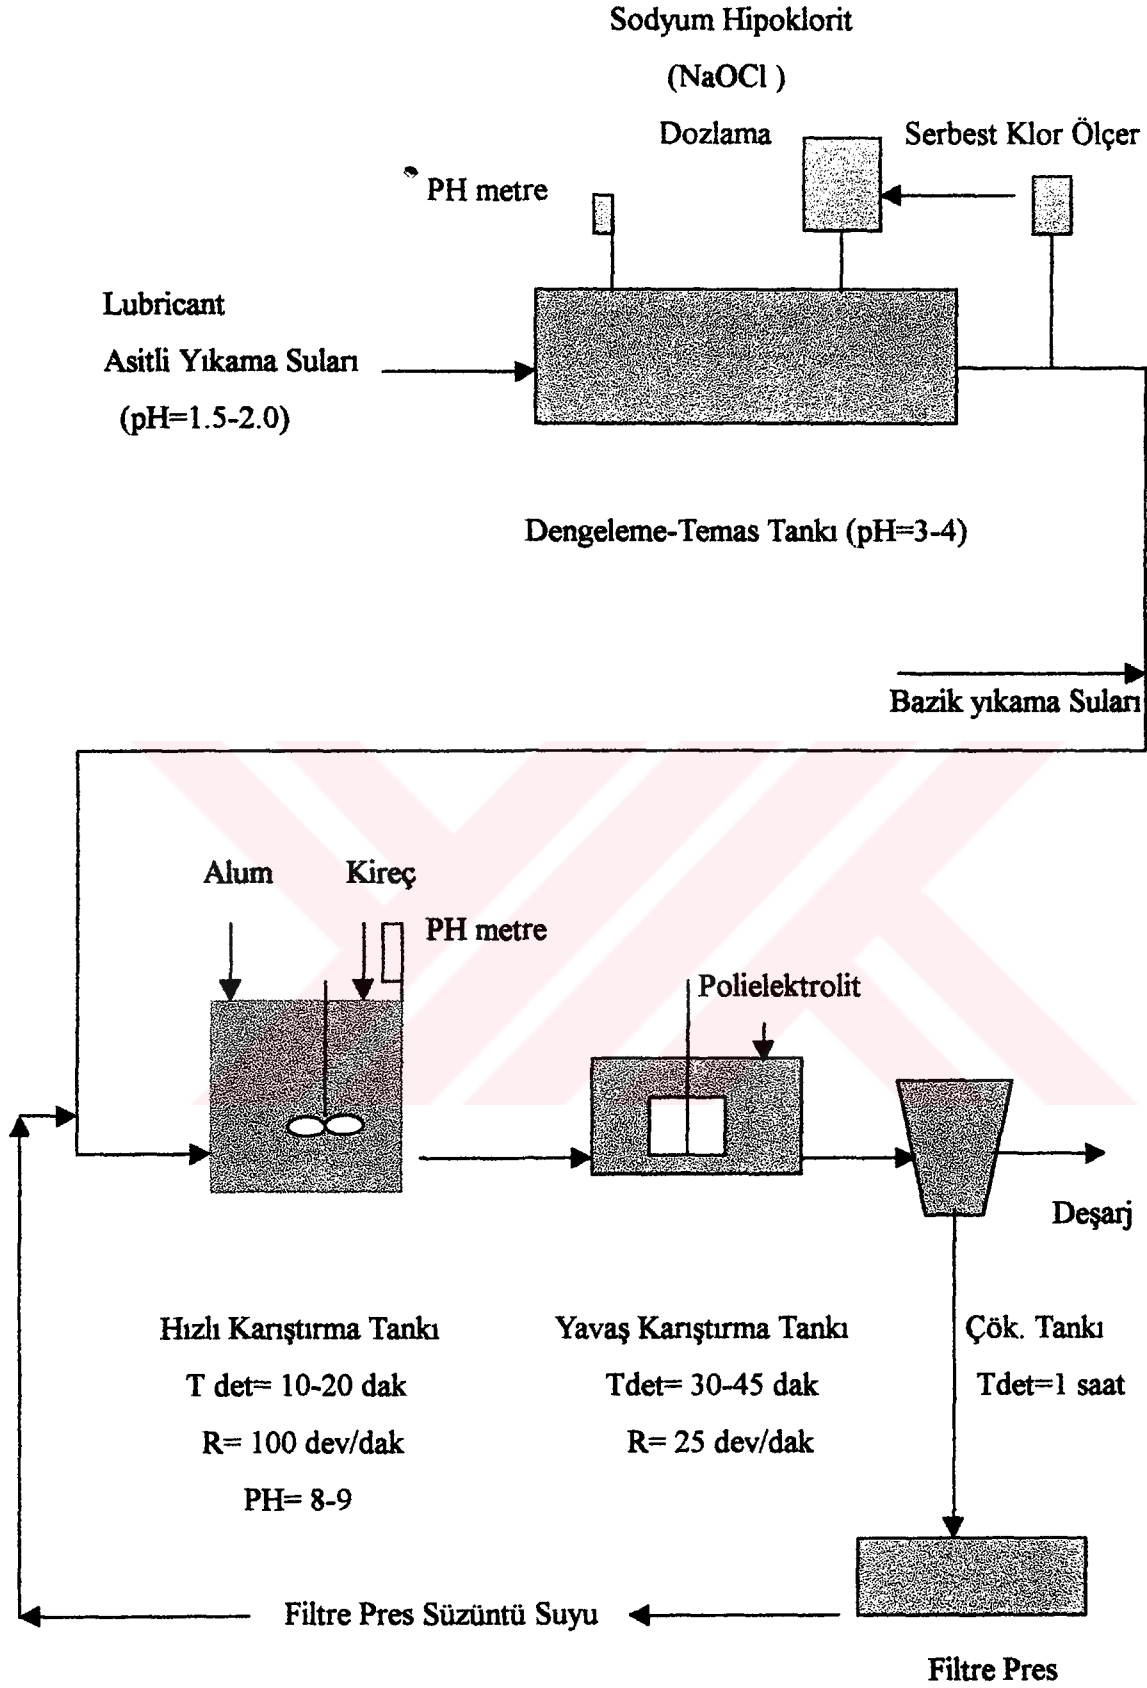 Sodyum Hipoklorit
(NaOCl )
Dozlama
Serbest Klor Ölçer
PH metre
Lubricant
Asitli Yıkama Suları
(pH=1.5-2.0)
Dengeleme-Temas Tankı (pH=3-4)
Bazik yıkama Suları
Alum
Kireç
PH metre
Polielektrolit
Deşarj
Hızlı Karıştırma Tankı
T det= 10-20 dak
R= 100 dev/dak
PH= 8-9
Yavaş Karıştırma Tankı
Tdet= 30-45 dak
R= 25 dev/dak
Çök. Tankı
Tdet=1 saat
Filtre Pres Süzüntü Suyu
Filtre Pres